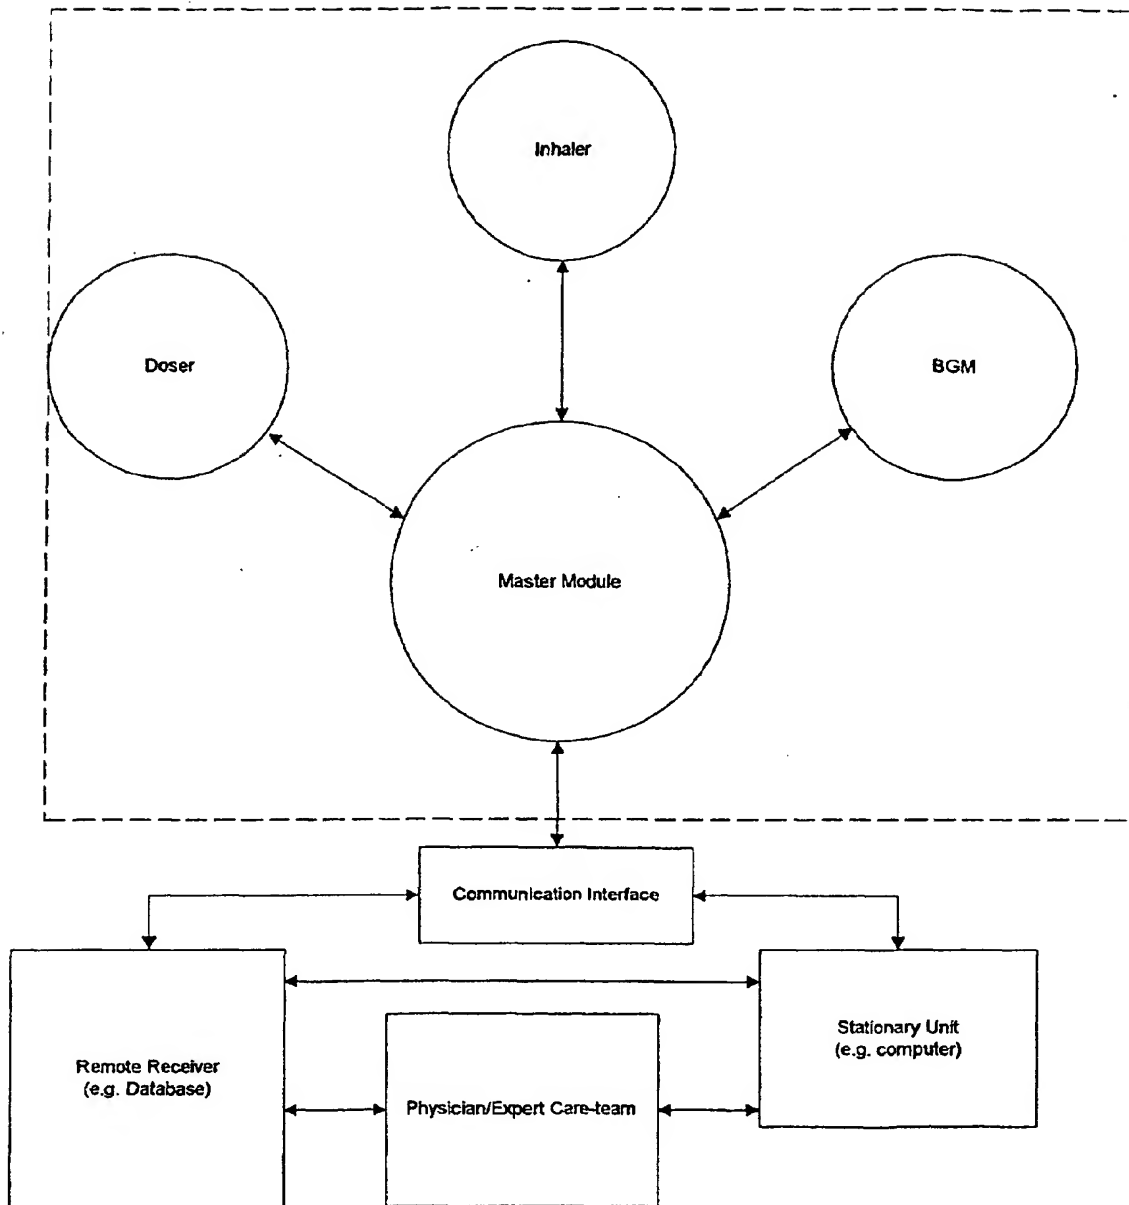 Inhaler
Doser
BGM
Master Module
Communication Interface
Stationary Unit
(e.g. computer)
Remote Receiver
(e.g. Database)
Physician/Expert Care-team